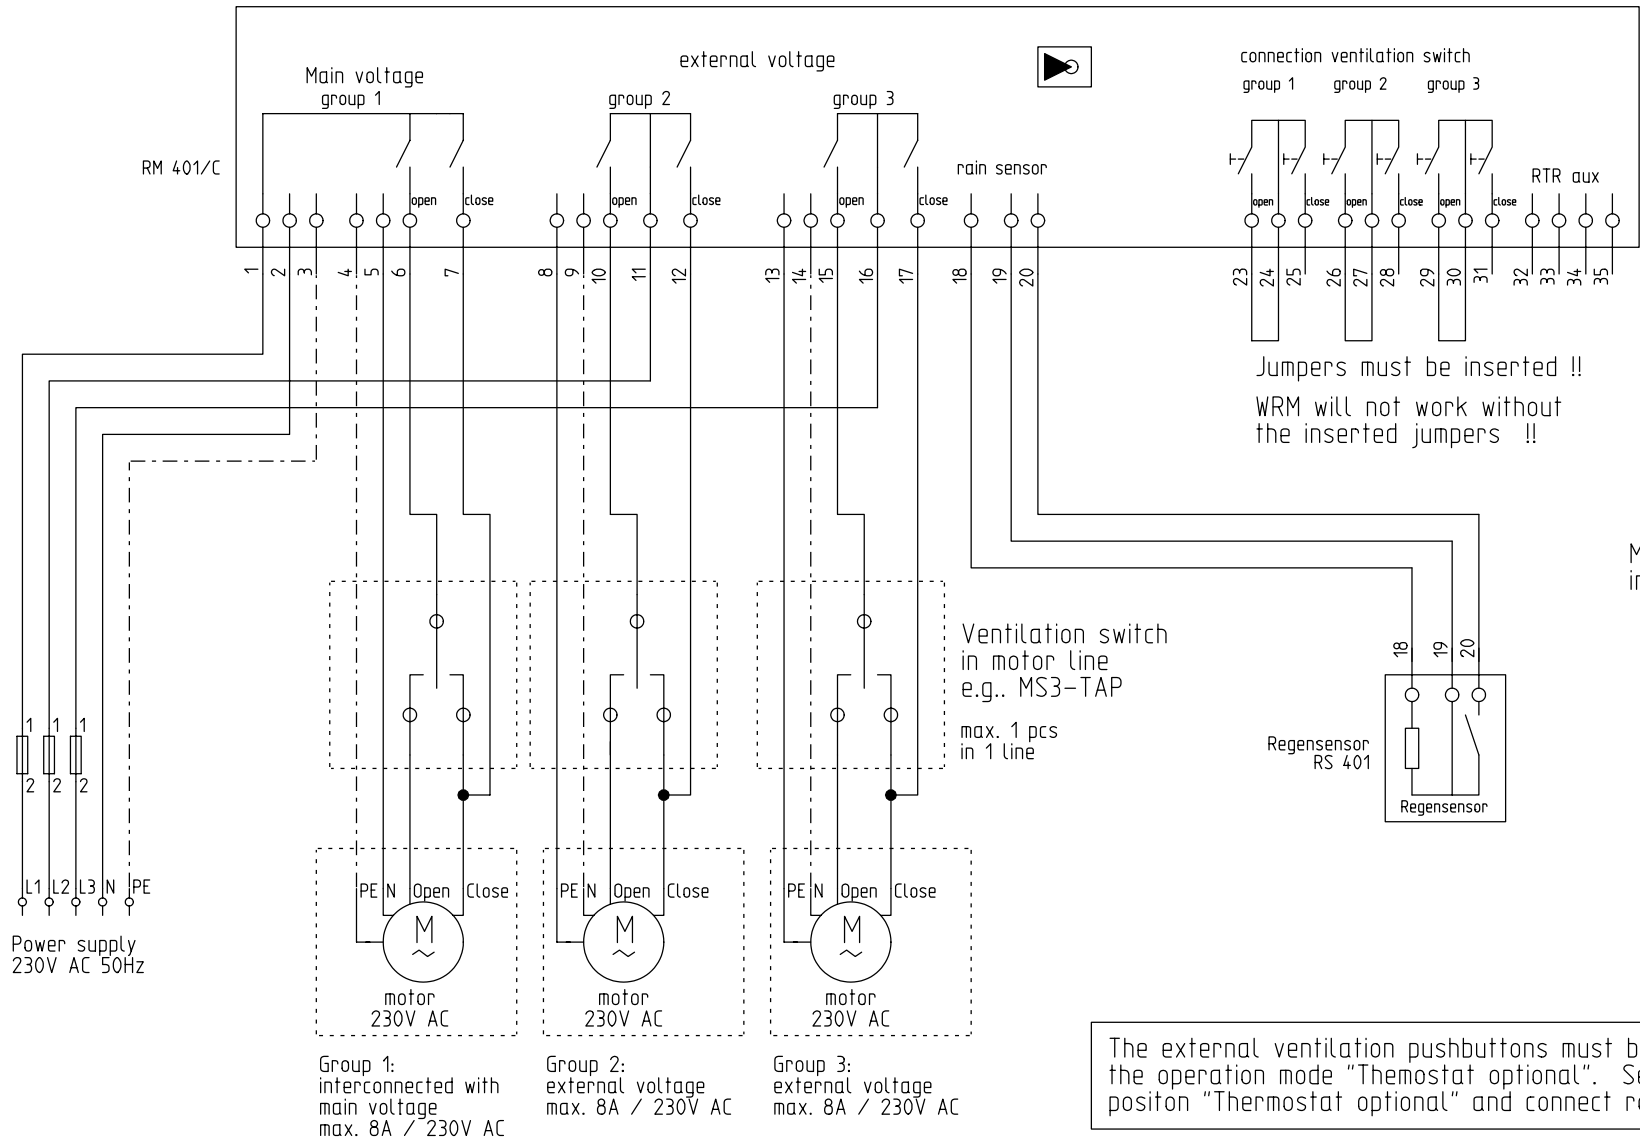 external voltage
connection ventilation switch
Main voltage
group 1
group 2
group 3
group 1
group 2
group 3
RM 401/C
rain sensor
RTR aux
open
close
open
close
open
close
open
close
open
close
open
close
1
2
3
4
5
6
7
8
9
10
11
12
13
14
15
16
17
18
19
20
23
24
25
26
27
28
29
30
31
32
33
34
35
Jumpers must be inserted !!
WRM will not work without
the inserted jumpers !!
Ventilation switch
in motor line
e.g.. MS3-TAP
max. 1 pcs
in 1 line
18
19
20
Regensensor
RS 401
Regensensor
1
1
1
2
2
2
L1
L2
L3
N
PE
Power supply
230V AC 50Hz
PE N Open Close
M
motor
230V AC
PE N Open Close
M
motor
230V AC
PE N Open Close
M
motor
230V AC
Group 1:
interconnected with
main voltage
max. 8A / 230V AC
Group 2:
external voltage
max. 8A / 230V AC
Group 3:
external voltage
max. 8A / 230V AC
The external ventilation pushbuttons must b
the operation mode "Themostat optional". Se
positon "Thermostat optional" and connect r